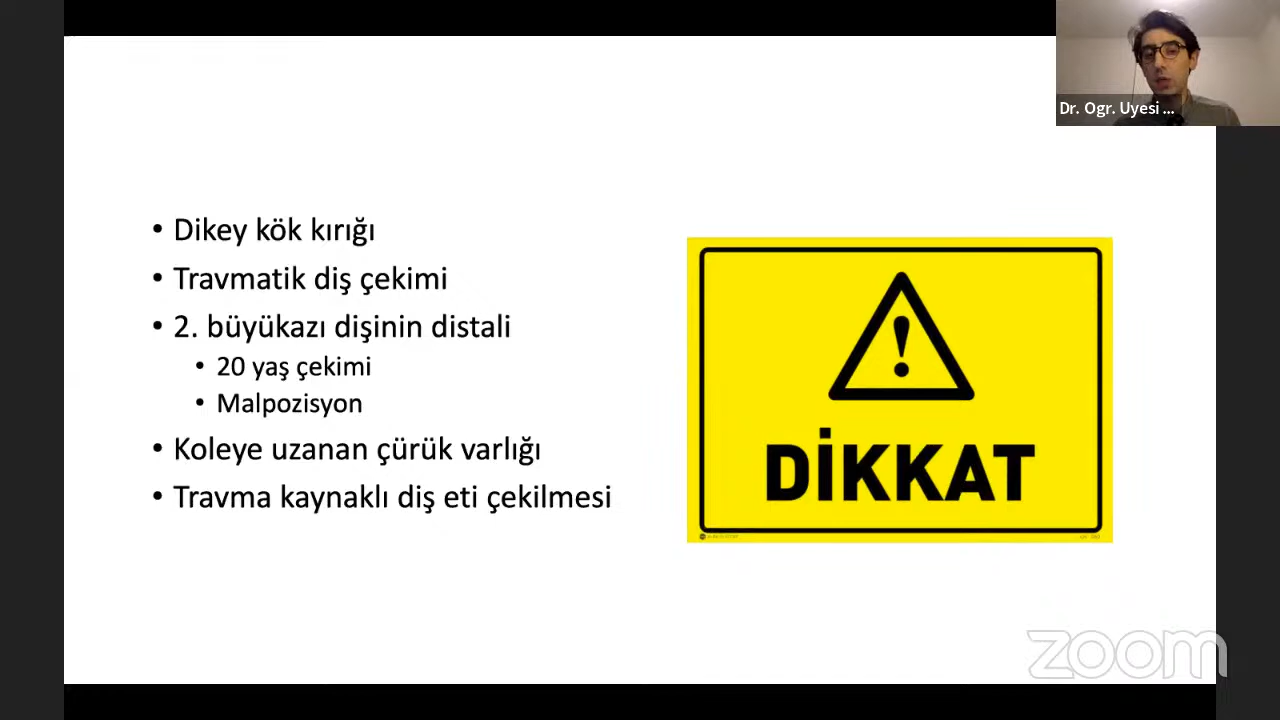 Dr. Ogr. Uyesi ...
• Dikey kök kırığı
• Travmatik diş çekimi
• 2. büyükazı dişinin distali
• 20 yaş çekimi
• Malpozisyon
• Koleye uzanan çürük varlığı
• Travma kaynaklı diş eti çekilmesi
DİKKAT
zoom